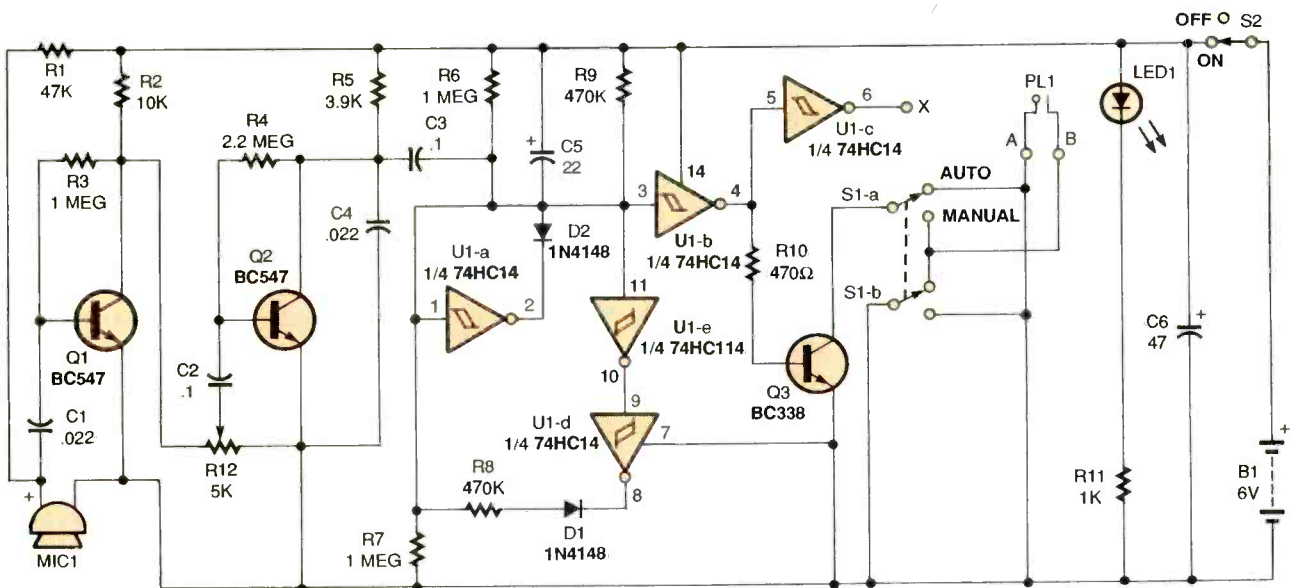 OFF
S2
ON
R1
47K
R2
10K
R5
3.9K
R6
1 MEG
R9
470K
LED1
PL1
A
B
5
6
X
U1-c
1/4 74HC14
R4
2.2 MEG
C3
.1
+
C5
22
14
3
4
AUTO
S1-a
MANUAL
R3
1 MEG
C4
.022
D2
1N4148
U1-b
1/4 74HC14
R10
470Ω
Q2
BC547
U1-a
1/4 74HC14
1
2
11
U1-e
1/4 74HC114
S1-b
Q1
BC547
C2
.1
10
9
Q3
BC338
C6
47
+
C1
.022
U1-d
1/4 74HC14
7
+
R12
5K
R8
470K
8
R11
1K
B1
6V
+
MIC1
R7
1 MEG
D1
1N4148